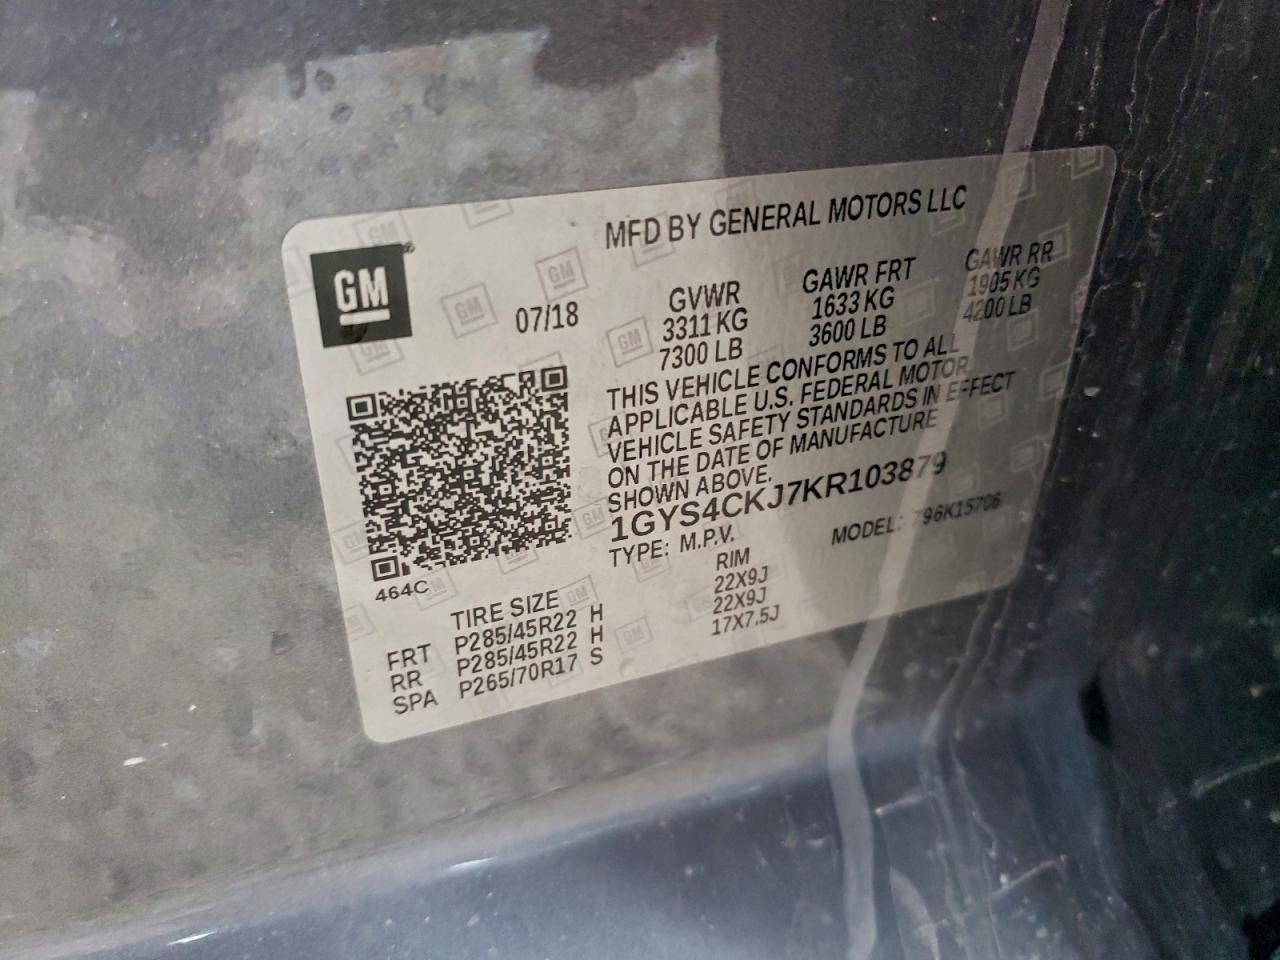 MFD BY GENERAL MOTORS LLC
GM
07/18
GVWR GAWR FRT GAWR RR
3311 KG 1633 KG 1905 KG
7300 LB 3600 LB 4200 LB
THIS VEHICLE CONFORMS TO ALL
APPLICABLE U.S. FEDERAL MOTOR
VEHICLE SAFETY STANDARDS IN EFFECT
ON THE DATE OF MANUFACTURE
SHOWN ABOVE.
1GYS4CKJ7KR103879
TYPE: M.P.V. MODEL: 796K15706
464C
TIRE SIZE RIM
FRT P285/45R22 H 22X9J
RR P285/45R22 H 22X9J
SPA P265/70R17 S 17X7.5J